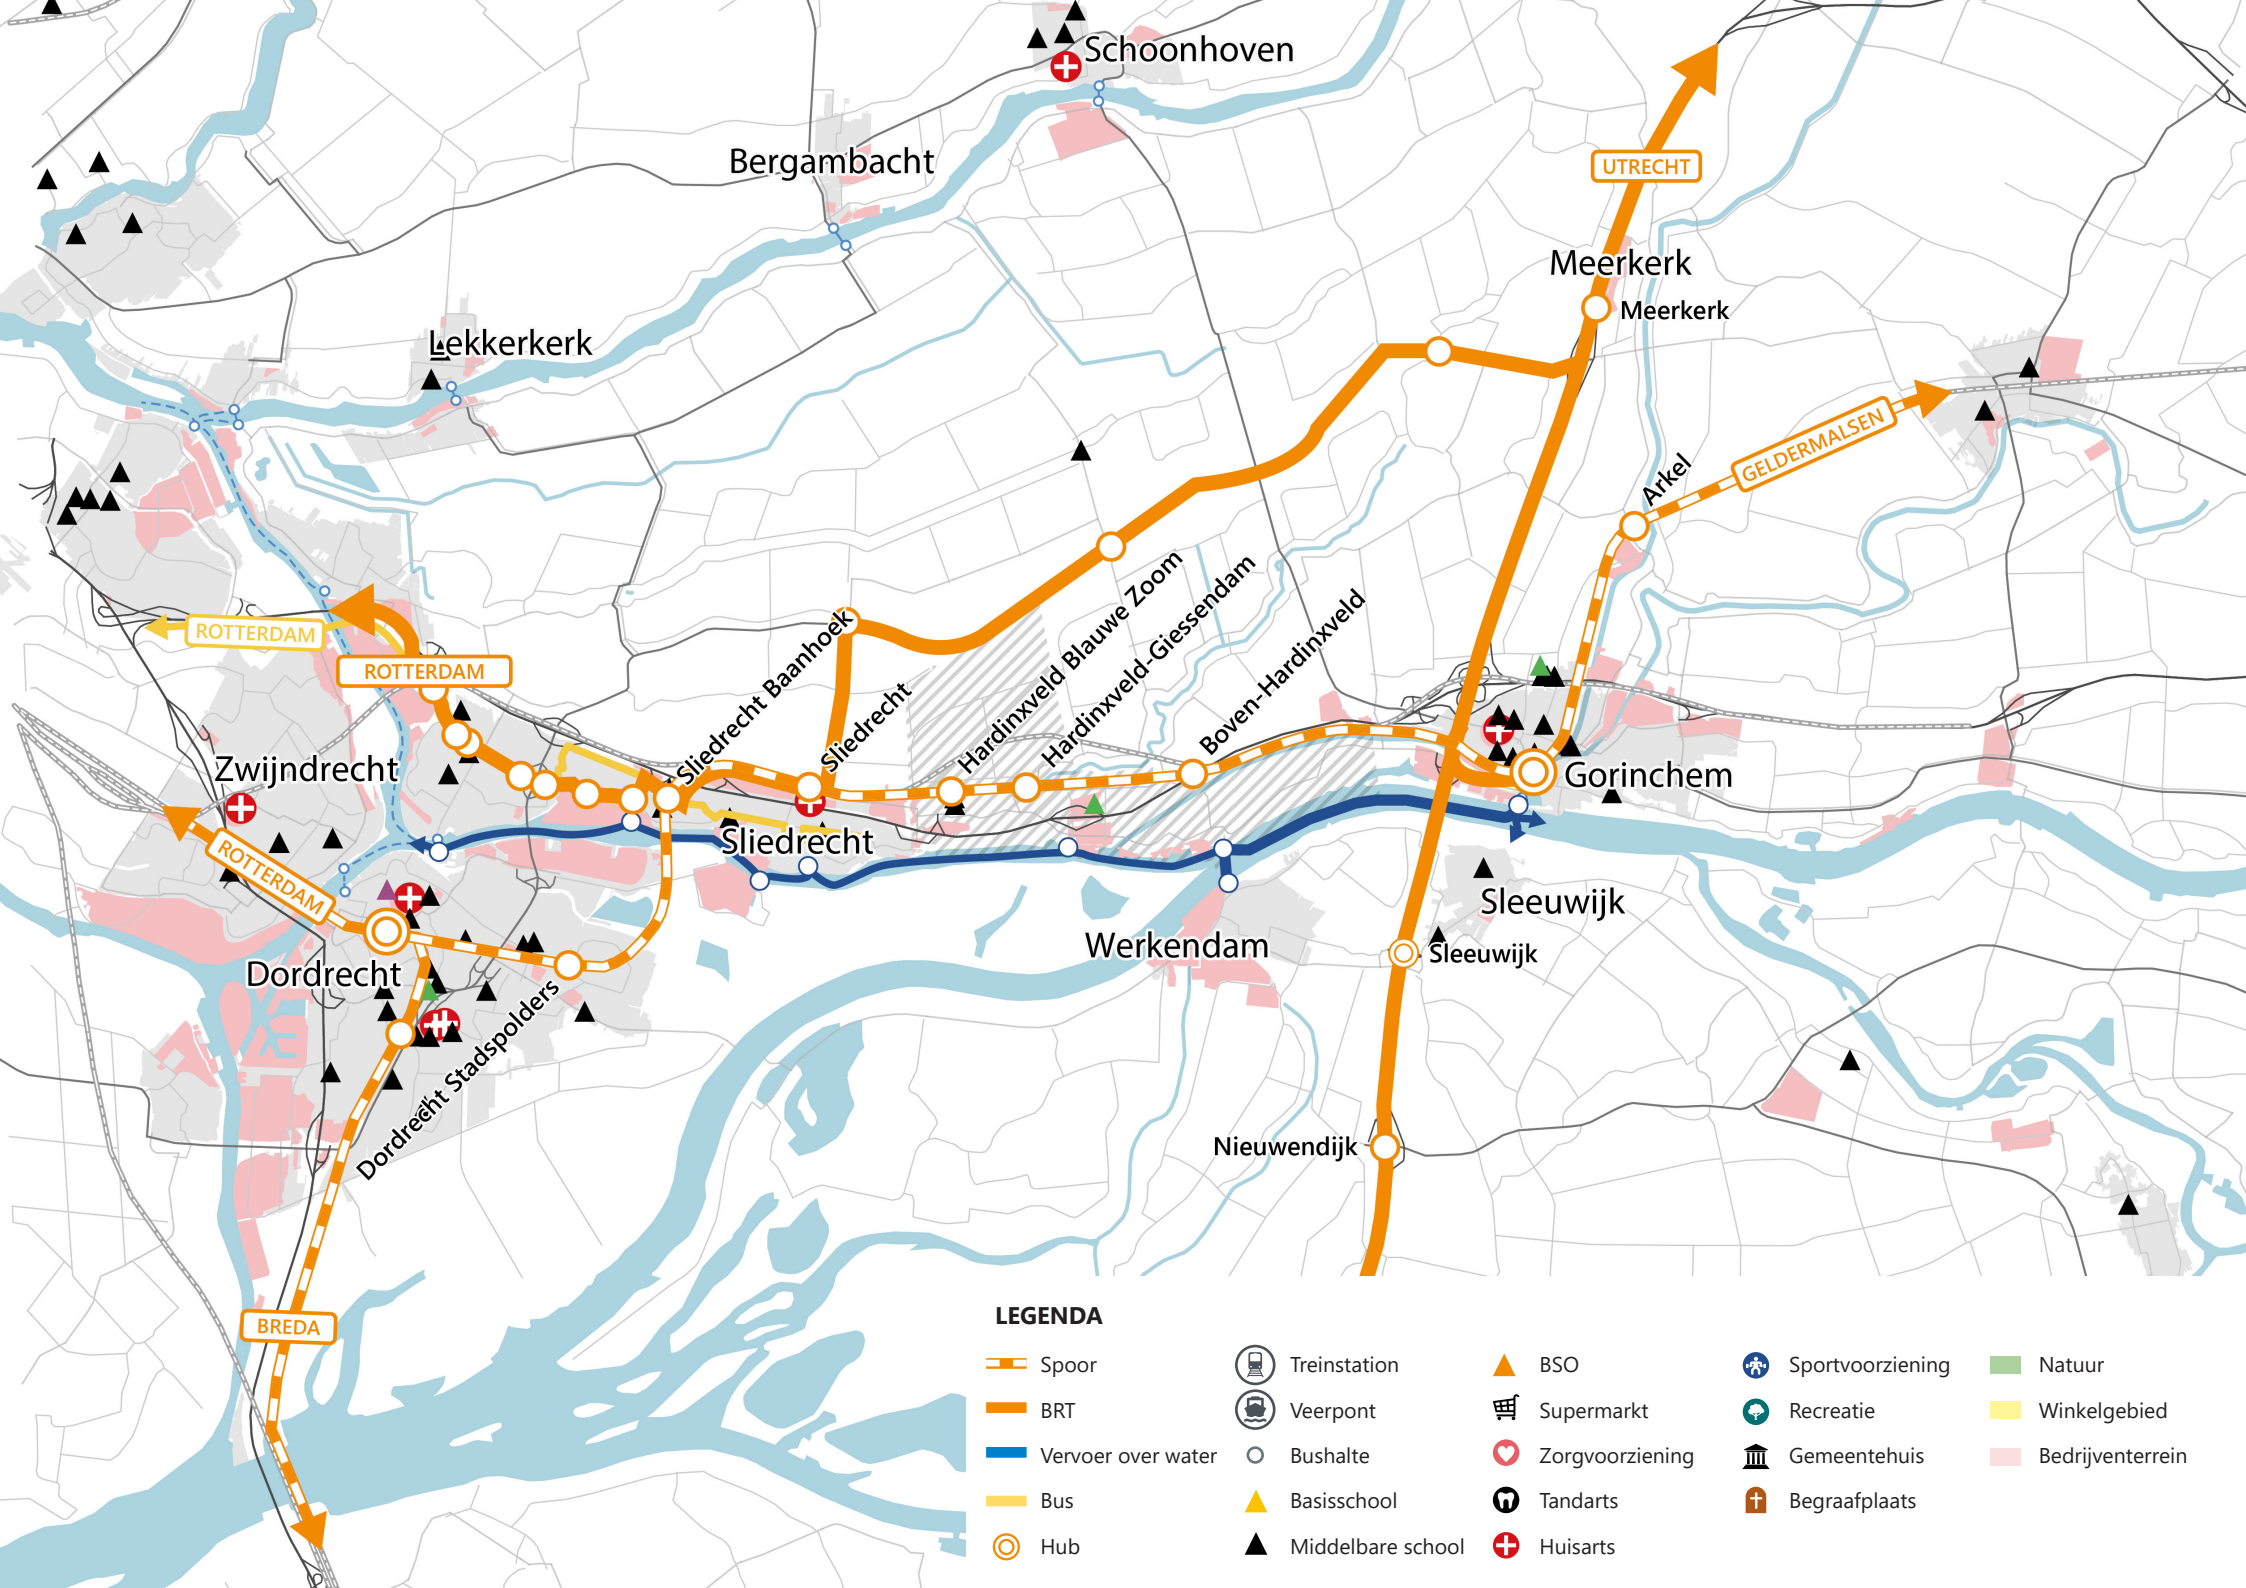 Schoonhoven
Bergambacht
UTRECHT
Meerkerk
Meerkerk
Lekkerkerk
GELDERMALSEN
Arkel
ROTTERDAM
ROTTERDAM
Sliedrecht Baanhoek
Sliedrecht
Hardinxveld Blauwe Zoom
Hardinxveld-Giessendam
Boven-Hardinxveld
Zwijndrecht
Gorinchem
Sliedrecht
ROTTERDAM
Sleeuwijk
Werkendam
Sleeuwijk
Dordrecht
Dordrecht Stadspolders
Nieuwendijk
BREDA
LEGENDA
Spoor
BRT
Vervoer over water
Bus
Hub
Treinstation
Veerpont
Bushalte
Basisschool
Middelbare school
BSO
Supermarkt
Zorgvoorziening
Tandarts
Huisarts
Sportvoorziening
Recreatie
Gemeentehuis
Begraafplaats
Natuur
Winkelgebied
Bedrijventerrein